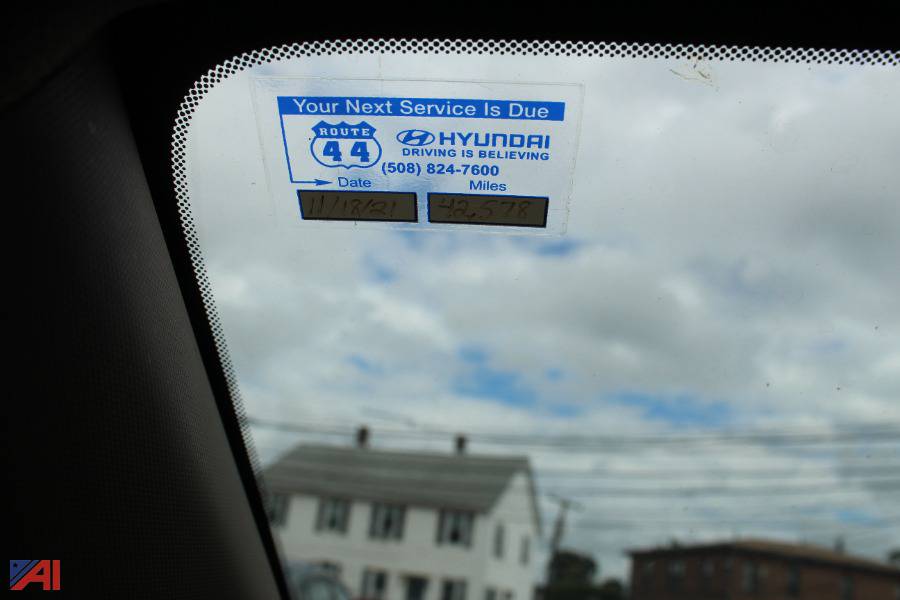 Your Next Service Is Due
ROUTE
44
HYUNDAI
DRIVING IS BELIEVING
(508) 824-7600
Date Miles
11/18/21 42,578
AI